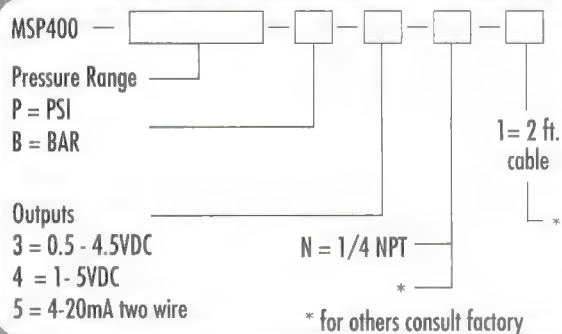 MSP400 — — — — —
Pressure Range
P = PSI
B = BAR
1= 2 ft.
cable
*
Outputs
3 = 0.5 - 4.5VDC
4 = 1- 5VDC
5 = 4-20mA two wire
N = 1/4 NPT
*
* for others consult factory